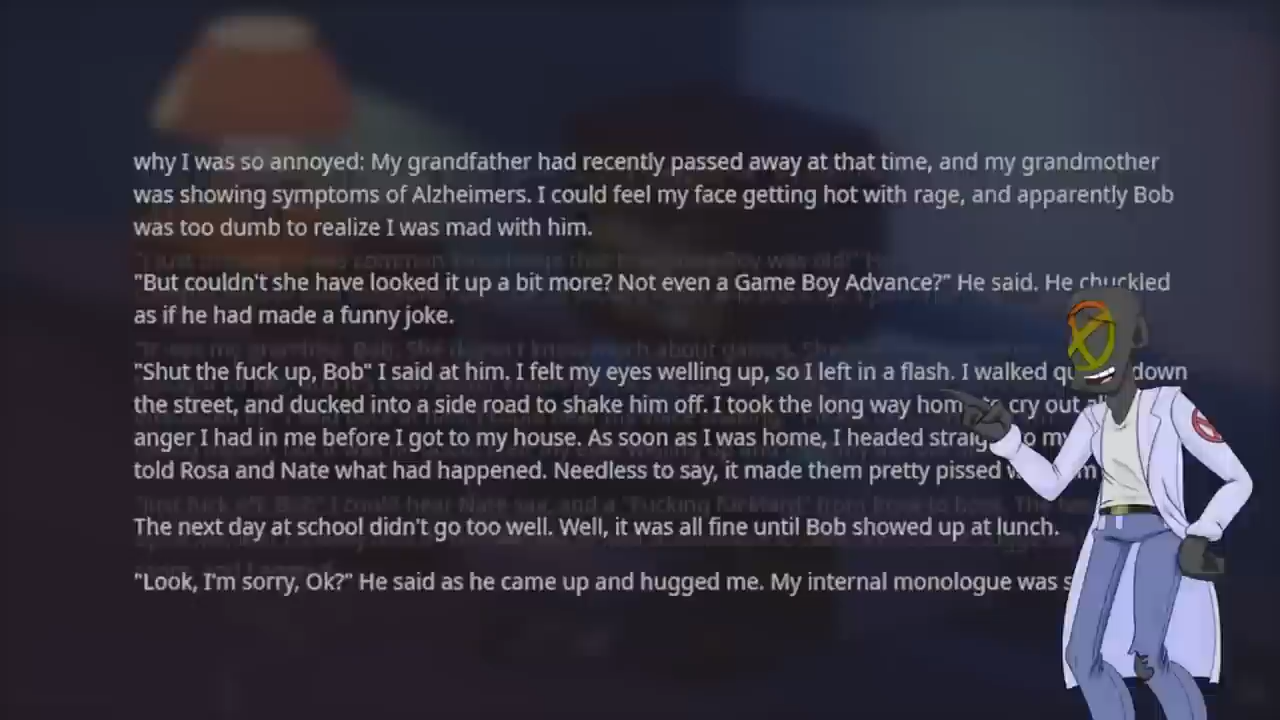 why I was so annoyed: My grandfather had recently passed away at that time, and my grandmother
was showing symptoms of Alzheimers. I could feel my face getting hot with rage, and apparently Bob
was too dumb to realize I was mad with him.
"But couldn't she have looked it up a bit more? Not even a Game Boy Advance?" He said. He chuckled
as if he had made a funny joke.
"Shut the fuck up, Bob" I said at him. I felt my eyes welling up, so I left in a flash. I walked down
the street, and ducked into a side road to shake him off. I took the long way cry out
anger I had in me before I got to my house. As soon as I was home, I headed my
told Rosa and Nate what had happened. Needless to say, it made them pretty pissed
The next day at school didn't go too well. Well, it was all fine until Bob showed up at lunch.
"Look, I'm sorry, Ok?" He said as he came up and hugged me. My internal monologue was